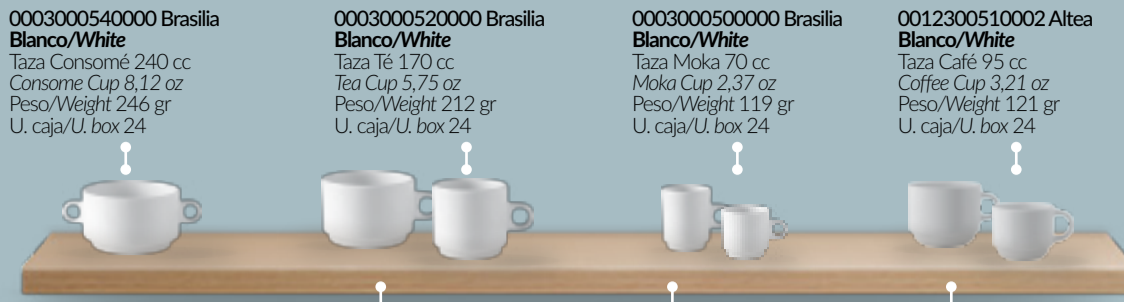 0003000540000 Brasilia
Blanco/White
Taza Consomé 240 cc
Consome Cup 8,12 oz
Peso/Weight 246 gr
U. caja/U. box 24
0003000520000 Brasilia
Blanco/White
Taza Té 170 cc
Tea Cup 5,75 oz
Peso/Weight 212 gr
U. caja/U. box 24
0003000500000 Brasilia
Blanco/White
Taza Moka 70 cc
Moka Cup 2,37 oz
Peso/Weight 119 gr
U. caja/U. box 24
0012300510002 Altea
Blanco/White
Taza Café 95 cc
Coffee Cup 3,21 oz
Peso/Weight 121 gr
U. caja/U. box 24